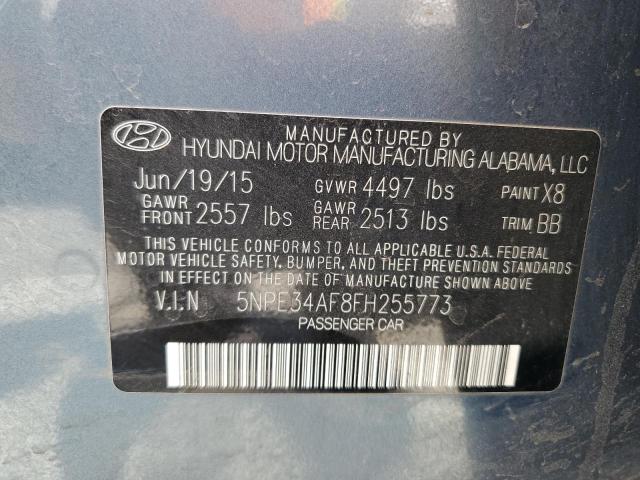 MANUFACTURED BY
HYUNDAI MOTOR MANUFACTURING ALABAMA, LLC
Jun/19/15 GVWR 4497 lbs PAINT X8
GAWR FRONT 2557 lbs GAWR REAR 2513 lbs TRIM BB
THIS VEHICLE CONFORMS TO ALL APPLICABLE U.S.A. FEDERAL
MOTOR VEHICLE SAFETY, BUMPER, AND THEFT PREVENTION STANDARDS
IN EFFECT ON THE DATE OF MANUFACTURE SHOWN ABOVE.
V.I.N 5NPE34AF8FH255773
PASSENGER CAR